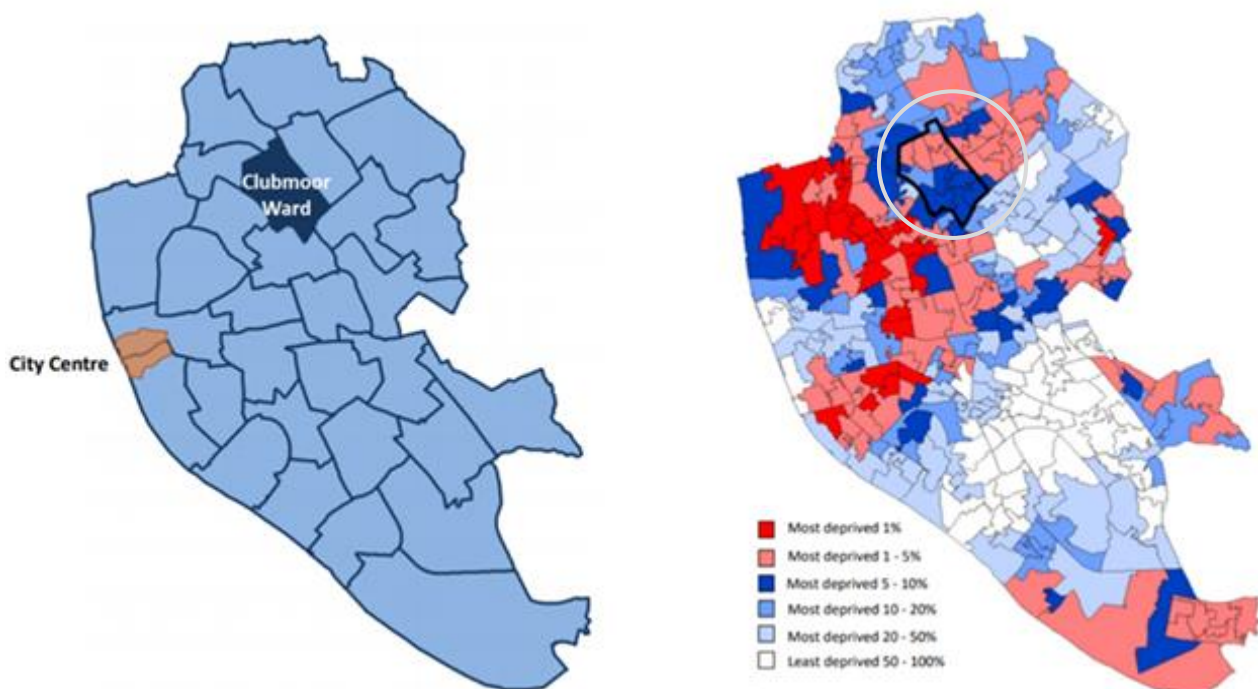 Clubmoor
Ward
City Centre
Most deprived 1%
Most deprived 1 - 5%
Most deprived 5 - 10%
Most deprived 10 - 20%
Most deprived 20 - 50%
Least deprived 50 - 100%